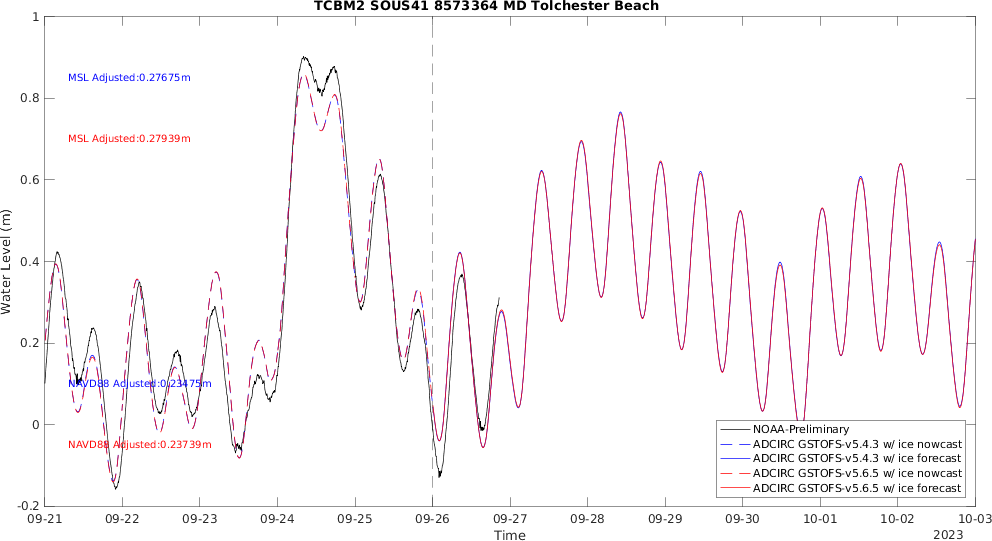 TCBM2 SOUS41 8573364 MD Tolchester Beach
1
0.8
0.6
0.4
0.2
0
-0.2
Water Level (m)
MSL Adjusted:0.27675m
MSL Adjusted:0.27939m
NAVD88 Adjusted:0.23475m
NAVD88 Adjusted:0.23739m
NOAA-Preliminary
ADCIRC GSTOFS-v5.4.3 w/ ice nowcast
ADCIRC GSTOFS-v5.4.3 w/ ice forecast
ADCIRC GSTOFS-v5.6.5 w/ ice nowcast
ADCIRC GSTOFS-v5.6.5 w/ ice forecast
09-21 09-22 09-23 09-24 09-25 09-26 09-27 09-28 09-29 09-30 10-01 10-02 10-03
Time
2023